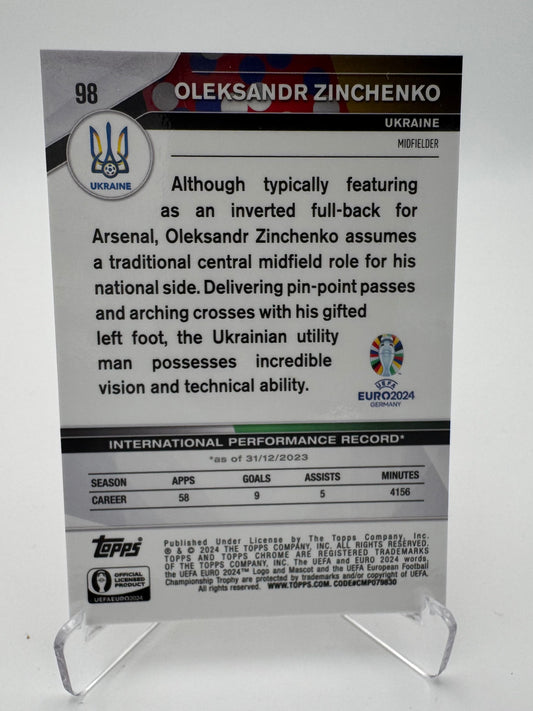 98
OLEKSANDR ZINCHENKO
UKRAINE
MIDFIELDER
UKRAINE
Although typically featuring
as an inverted full-back for
Arsenal, Oleksandr Zinchenko assumes
a traditional central midfield role for his
national side. Delivering pin-point passes
and arching crosses with his gifted
left foot, the Ukrainian utility
man possesses incredible
vision and technical ability.
UEFA
EURO2024
GERMANY
INTERNATIONAL PERFORMANCE RECORD*
*as of 31/12/2023
SEASON APPS GOALS ASSISTS MINUTES
CAREER 58 9 5 4156
Topps
Published Under License by The Topps Company, Inc.
® & © 2024 THE TOPPS COMPANY, INC. ALL RIGHTS RESERVED.
TOPPS AND TOPPS CHROME ARE REGISTERED TRADEMARKS
OF THE TOPPS COMPANY, INC. The UEFA and EURO 2024 words,
the UEFA EURO 2024™ Logo and Mascot and the UEFA European Football
Championship Trophy are protected by trademarks and/or copyright of UEFA.
All rights reserved. WWW.TOPPS.COM. CODE#CMP079830
OFFICIAL
LICENSED
PRODUCT
UEFA EURO2024